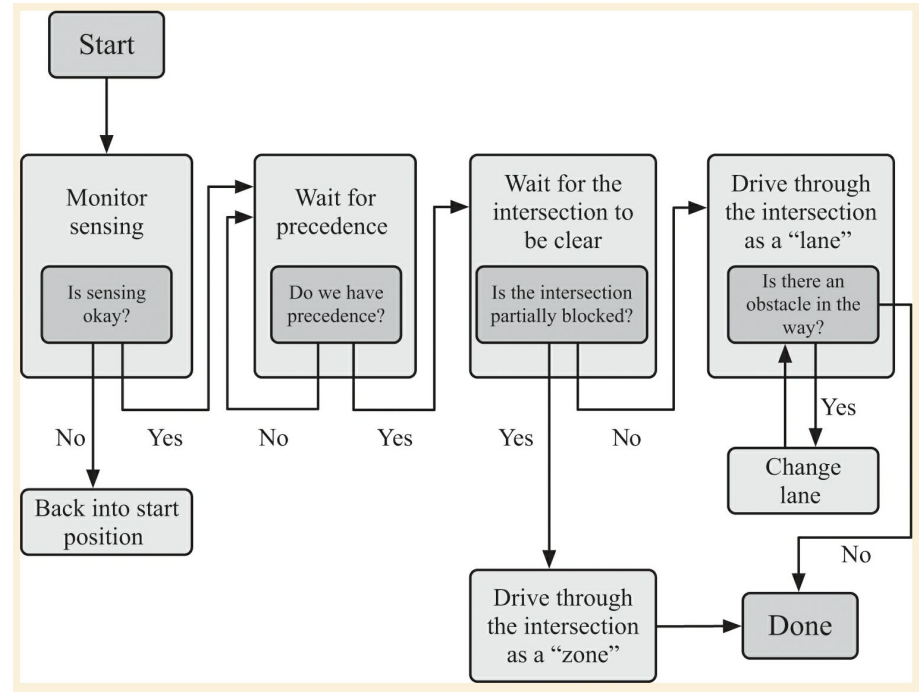 Start
Monitor
sensing
Is sensing
okay?
No
Yes
Back into start
position
Wait for
precedence
Do we have
precedence?
No
Yes
Wait for the
intersection to
be clear
Is the intersection
partially blocked?
Yes
No
Drive through
the intersection
as a “zone”
Drive through
the intersection
as a “lane”
Is there an
obstacle in the
way?
Yes
Change
lane
No
Done